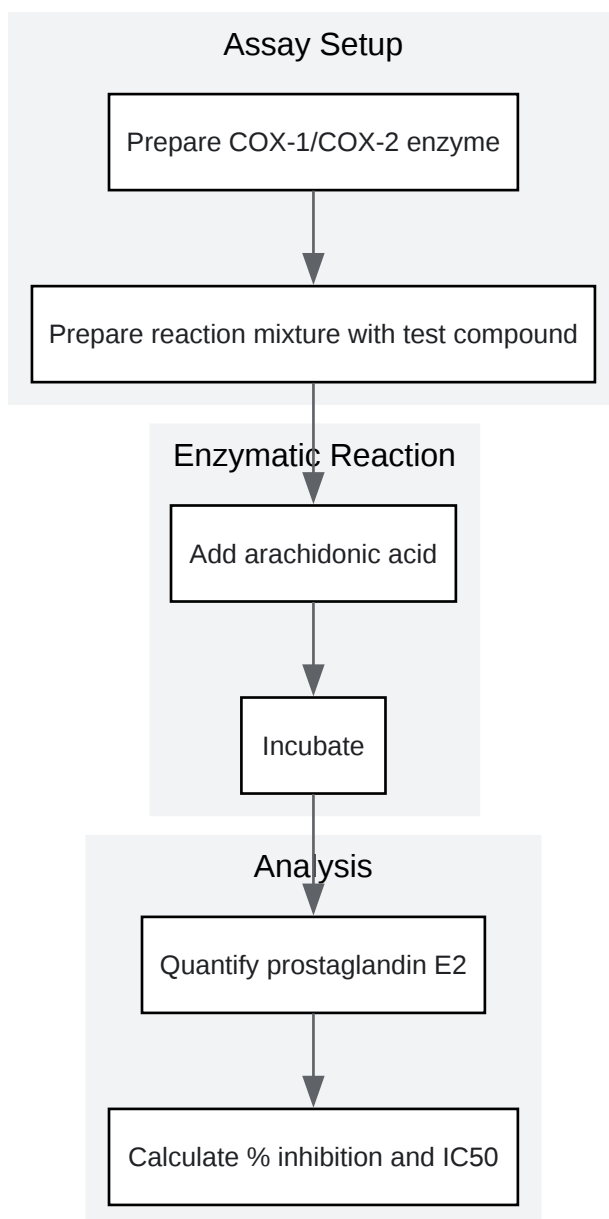 Assay Setup
Prepare COX-1/COX-2 enzyme
Prepare reaction mixture with test compound
Enzymatic Reaction
Add arachidonic acid
Incubate
Analysis
Quantify prostaglandin E2
Calculate % inhibition and IC50